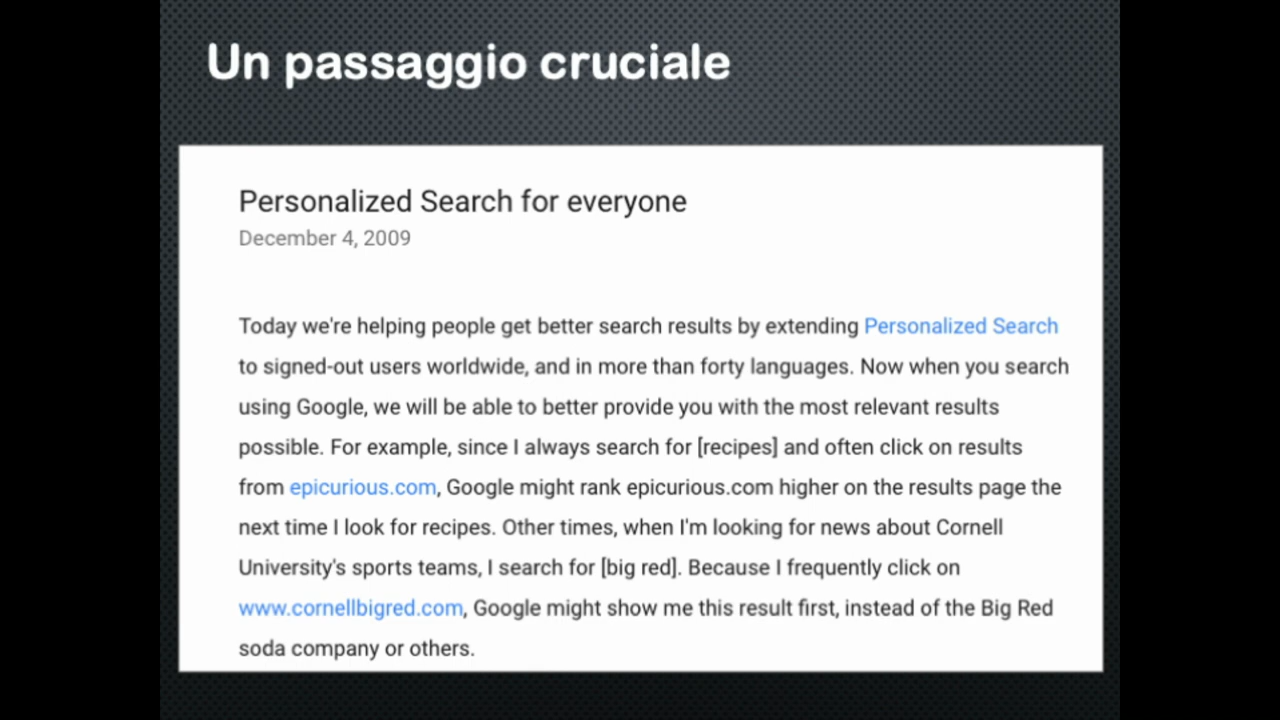 Un passaggio cruciale
Personalized Search for everyone
December 4, 2009
Today we're helping people get better search results by extending Personalized Search
to signed-out users worldwide, and in more than forty languages. Now when you search
using Google, we will be able to better provide you with the most relevant results
possible. For example, since I always search for [recipes] and often click on results
from epicurious.com, Google might rank epicurious.com higher on the results page the
next time I look for recipes. Other times, when I'm looking for news about Cornell
University's sports teams, I search for [big red]. Because I frequently click on
www.cornellbigred.com, Google might show me this result first, instead of the Big Red
soda company or others.